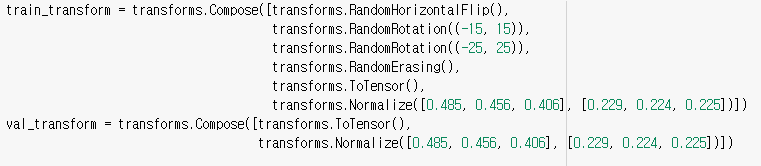 train_transform = transforms.Compose([transforms.RandomHorizontalFlip(),
transforms.RandomRotation((-15, 15)),
transforms.RandomRotation((-25, 25)),
transforms.RandomErasing(),
transforms.ToTensor(),
transforms.Normalize([0.485, 0.456, 0.406], [0.229, 0.224, 0.225])])
val_transform = transforms.Compose([transforms.ToTensor(),
transforms.Normalize([0.485, 0.456, 0.406], [0.229, 0.224, 0.225])])